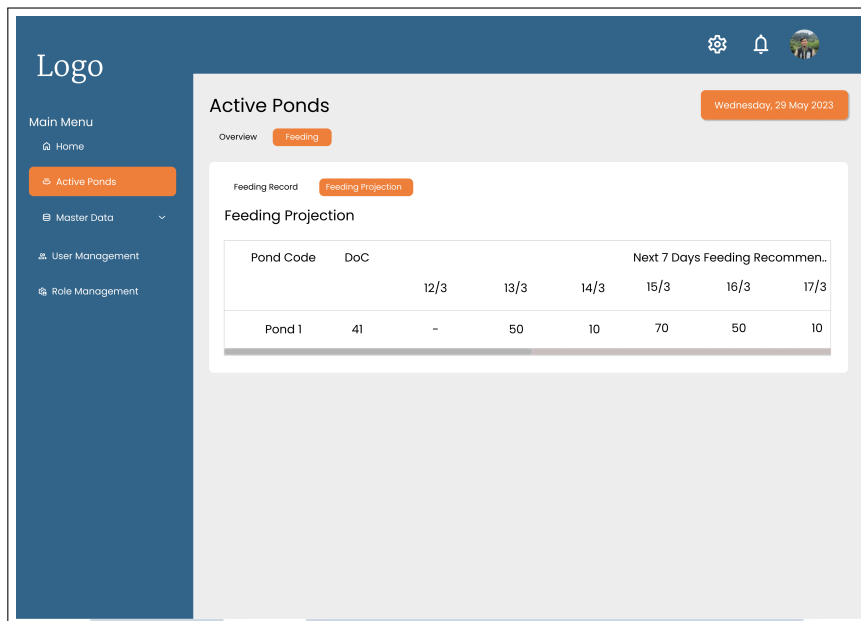 Logo
Main Menu
Home
Active Ponds
Master Data
User Management
Role Management
Active Ponds
Wednesday, 29 May 2023
Overview Feeding
Feeding Record Feeding Projection
Feeding Projection
Pond Code DoC Next 7 Days Feeding Recommen..
12/3 13/3 14/3 15/3 16/3 17/3
Pond 1 41 - 50 10 70 50 10